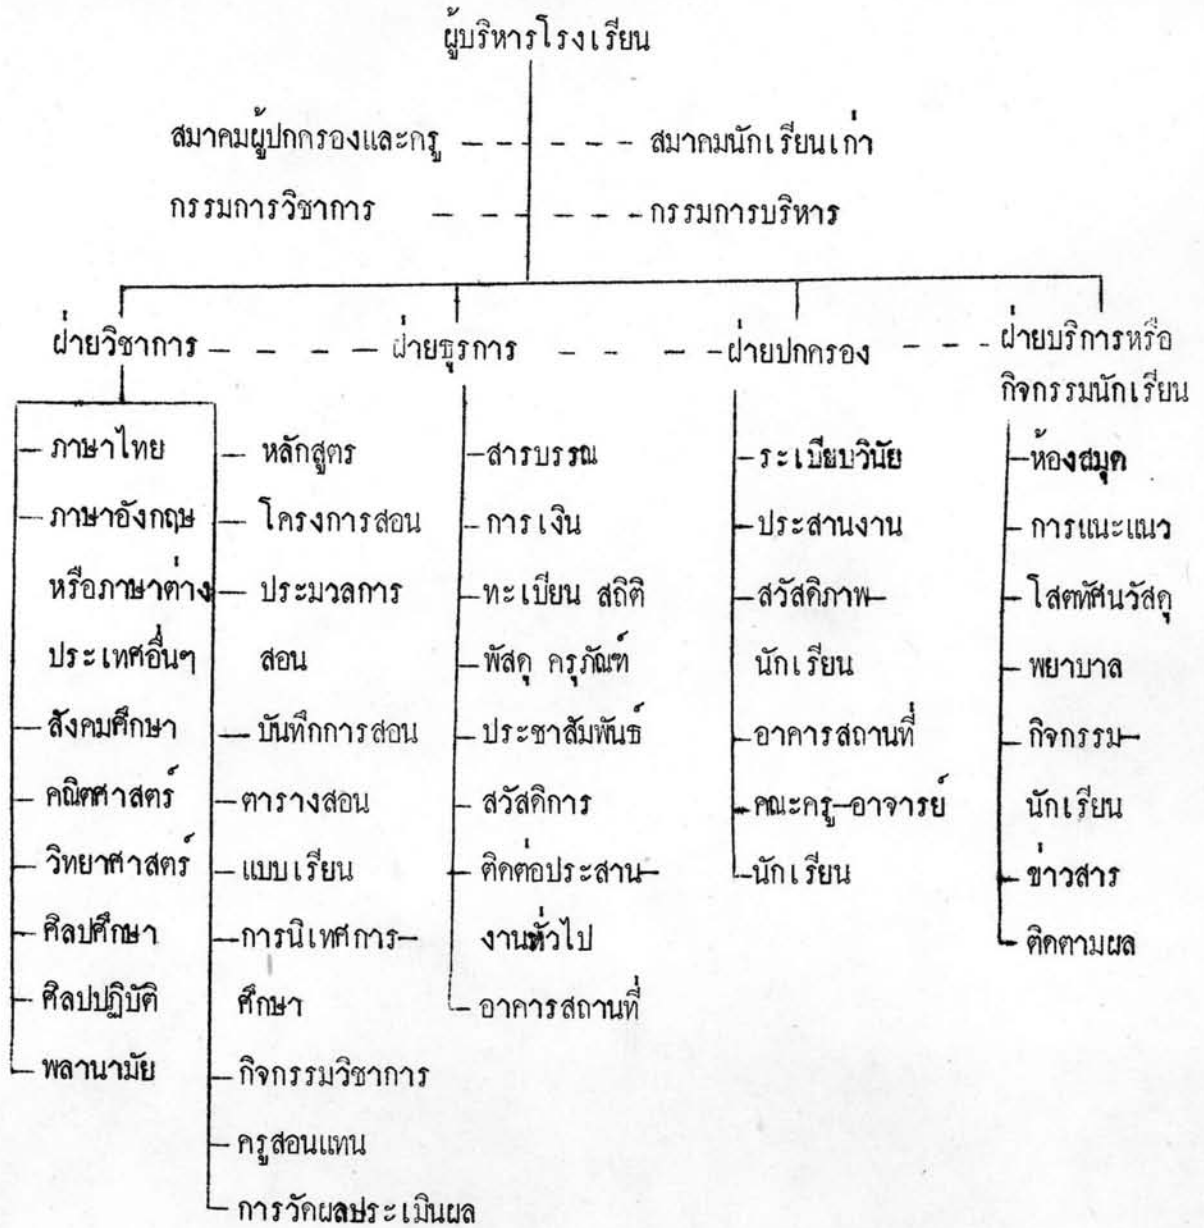 ผู้บริหารโรงเรียน
สมาคมผู้ปกครองและครู - - - - - สมาคมนักเรียนเก่า
กรรมการวิชาการ - - - - - - กรรมการบริหาร
ฝ่ายวิชาการ - - - - ฝ่ายธุรการ - - - - ฝ่ายปกครอง - - - ฝ่ายบริการหรือ
กิจกรรมนักเรียน
ภาษาไทย
ภาษาอังกฤษ
หรือภาษาต่าง
ประเทศอื่นๆ
สังคมศึกษา
คณิตศาสตร์
วิทยาศาสตร์
ศิลปศึกษา
ศิลปปฏิบัติ
พลานามัย
หลักสูตร
โครงการสอน
ประมวลการ
สอน
บันทึกการสอน
ตารางสอน
แบบเรียน
การนิเทศการ-
ศึกษา
กิจกรรมวิชาการ
ครูสอนแทน
การวัดผลประเมินผล
สารบรรณ
การเงิน
ทะเบียน สถิติ
พัสดุ ครุภัณฑ์
ประชาสัมพันธ์
สวัสดิการ
ติดต่อประสาน-
งานทั่วไป
อาคารสถานที่
ระเบียบวินัย
ประสานงาน
สวัสดิภาพ-
นักเรียน
อาคารสถานที่
คณะครู-อาจารย์
นักเรียน
ห้องสมุด
การแนะแนว
โสตทัศนวัสดุ
พยาบาล
กิจกรรม-
นักเรียน
ข่าวสาร
ติดตามผล